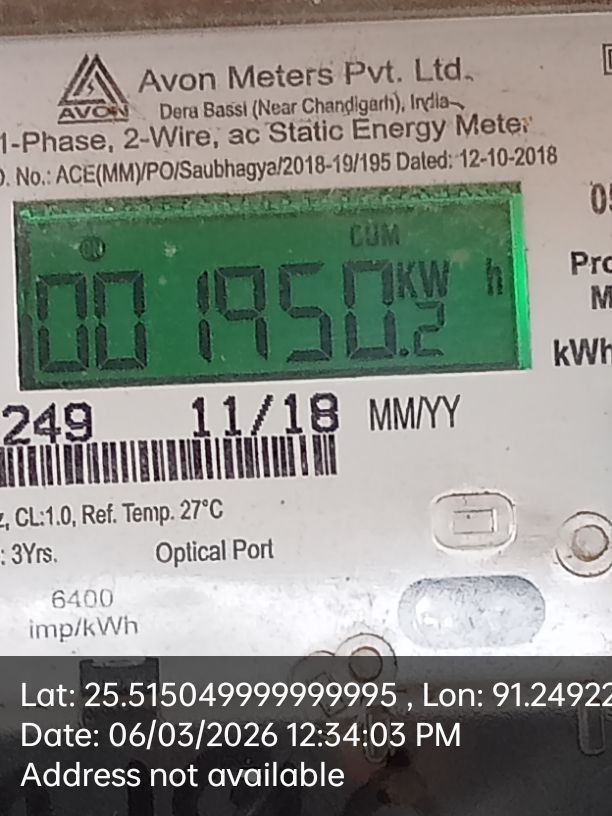 Avon Meters Pvt. Ltd.
AVON
Dera Bassi (Near Chandigarh), India
1-Phase, 2-Wire, ac Static Energy Meter
No.: ACE(MM)/PO/Saubhagya/2018-19/195 Dated: 12-10-2018
CUM
001950.2 KW h
kWh
249 11/18 MM/YY
CL:1.0, Ref. Temp. 27°C
: 3Yrs. Optical Port
6400
imp/kWh
Lat: 25.515049999999995 , Lon: 91.24922
Date: 06/03/2026 12:34:03 PM
Address not available